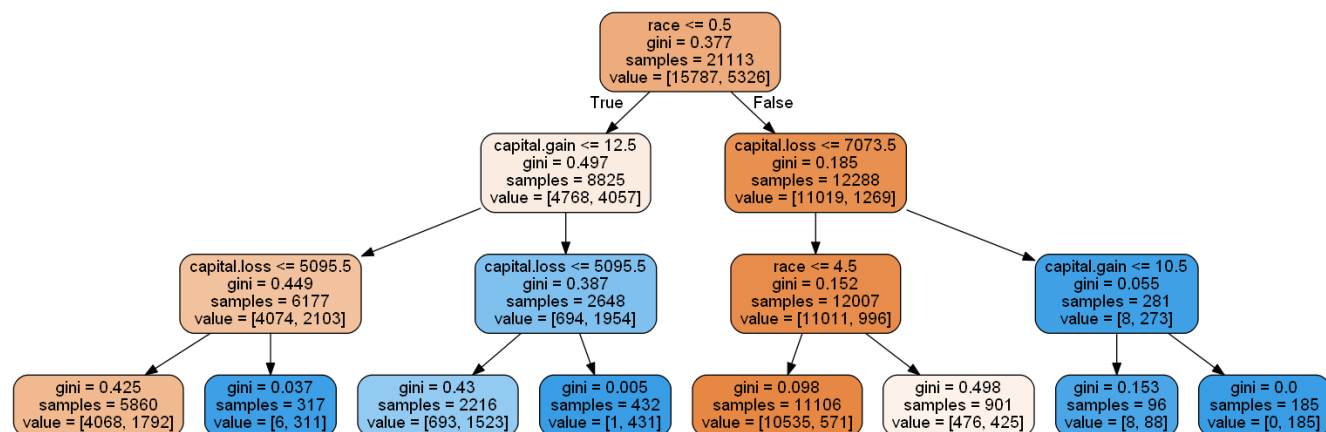 race <= 0.5
gini = 0.377
samples = 21113
value = [15787, 5326]
True
False
capital.gain <= 12.5
gini = 0.497
samples = 8825
value = [4768, 4057]
capital.loss <= 7073.5
gini = 0.185
samples = 12288
value = [11019, 1269]
capital.loss <= 5095.5
gini = 0.449
samples = 6177
value = [4074, 2103]
capital.loss <= 5095.5
gini = 0.387
samples = 2648
value = [694, 1954]
race <= 4.5
gini = 0.152
samples = 12007
value = [11011, 996]
capital.gain <= 10.5
gini = 0.055
samples = 281
value = [8, 273]
gini = 0.425
samples = 5860
value = [4068, 1792]
gini = 0.037
samples = 317
value = [6, 311]
gini = 0.43
samples = 2216
value = [693, 1523]
gini = 0.005
samples = 432
value = [1, 431]
gini = 0.098
samples = 11106
value = [10535, 571]
gini = 0.498
samples = 901
value = [476, 425]
gini = 0.153
samples = 96
value = [8, 88]
gini = 0.0
samples = 185
value = [0, 185]